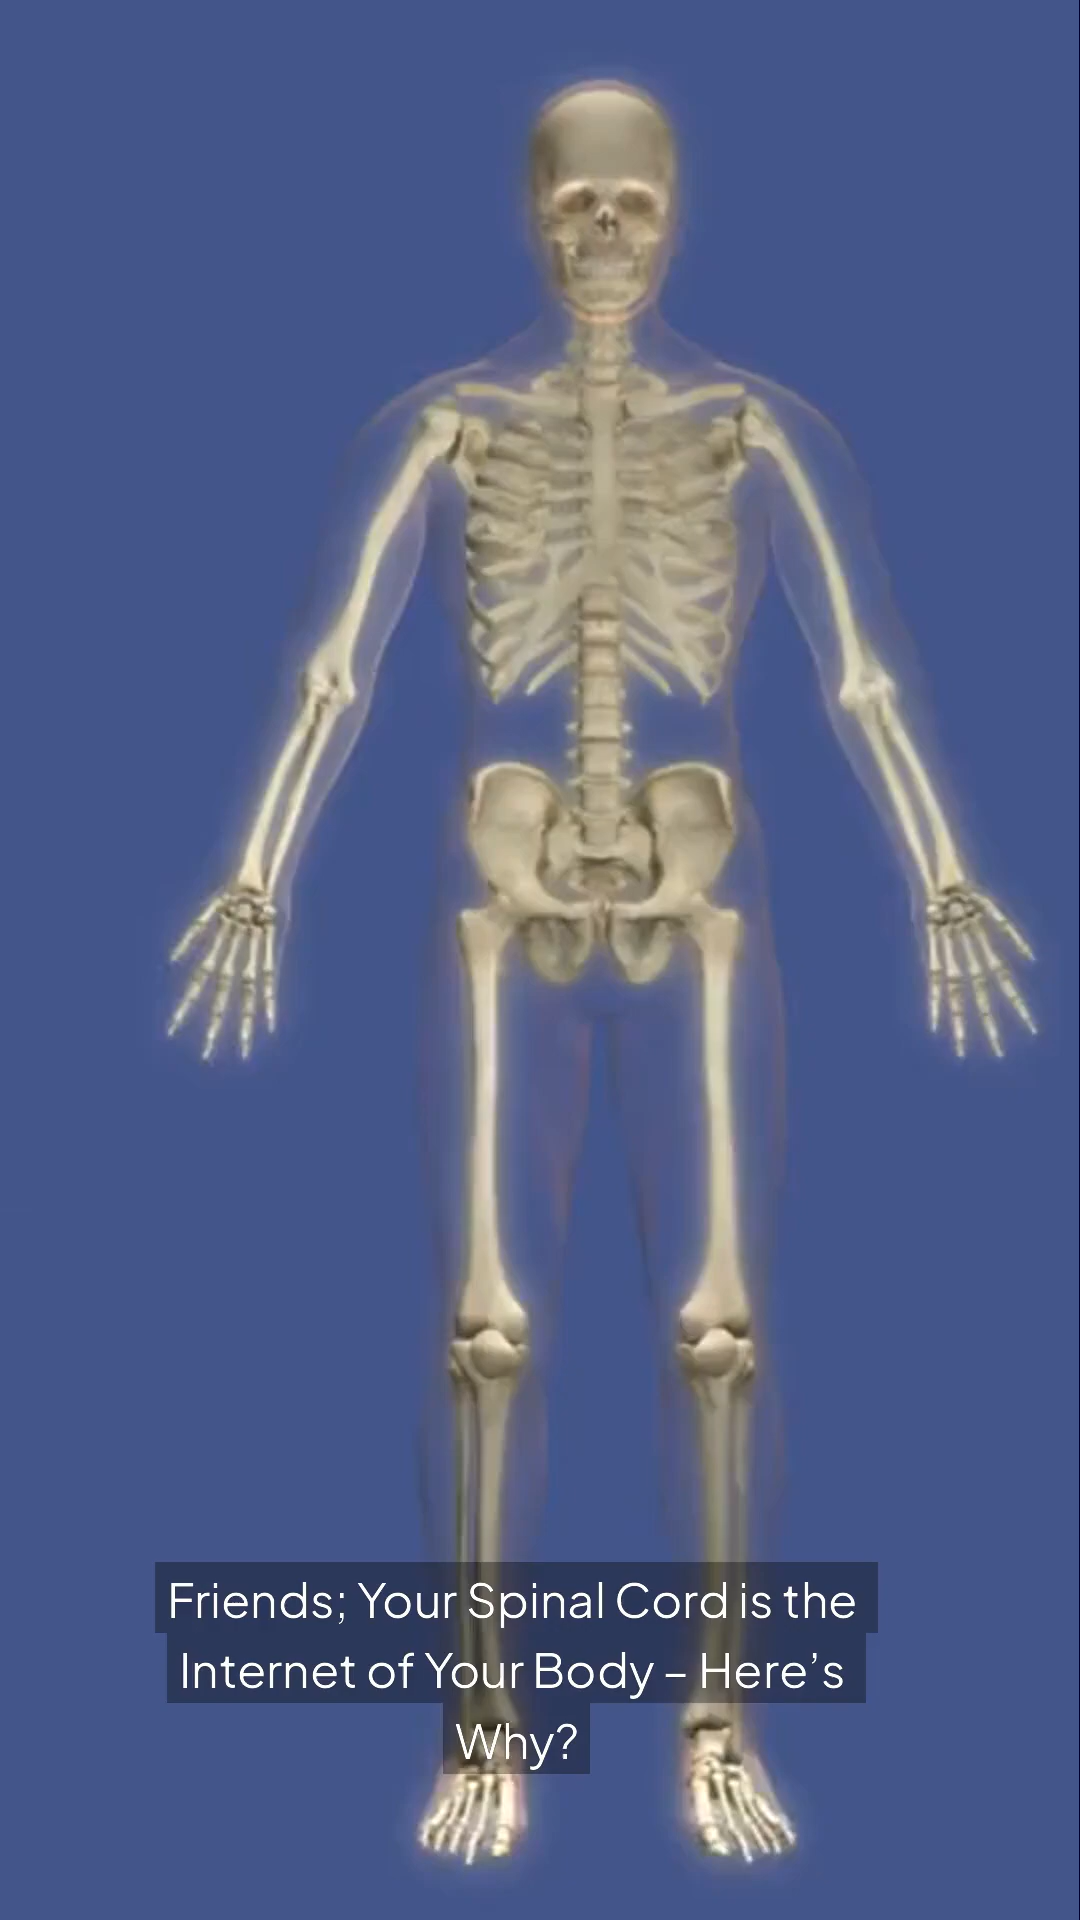 Friends; Your Spinal Cord is the
Internet of Your Body – Here’s
Why?